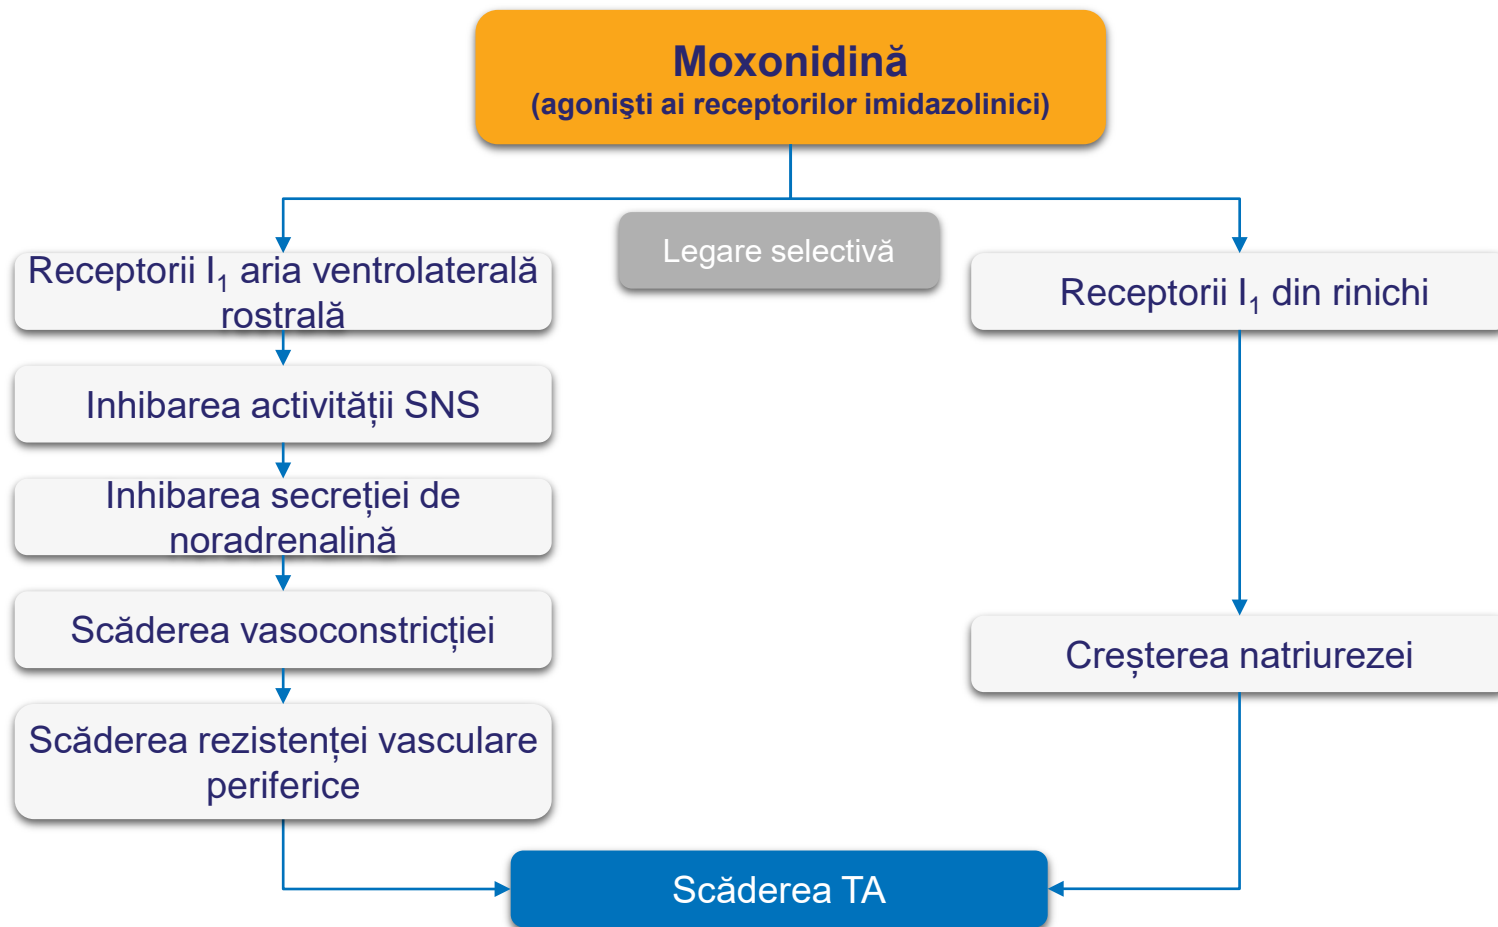 Moxonidină
(agonişti ai receptorilor imidazolinici)
Legare selectivă
Receptorii I₁ aria ventrolaterală
rostrală
Inhibarea activității SNS
Inhibarea secreției de
noradrenalină
Scăderea vasoconstricției
Scăderea rezistenței vasculare
periferice
Receptorii I₁ din rinichi
Creșterea natriurezei
Scăderea TA